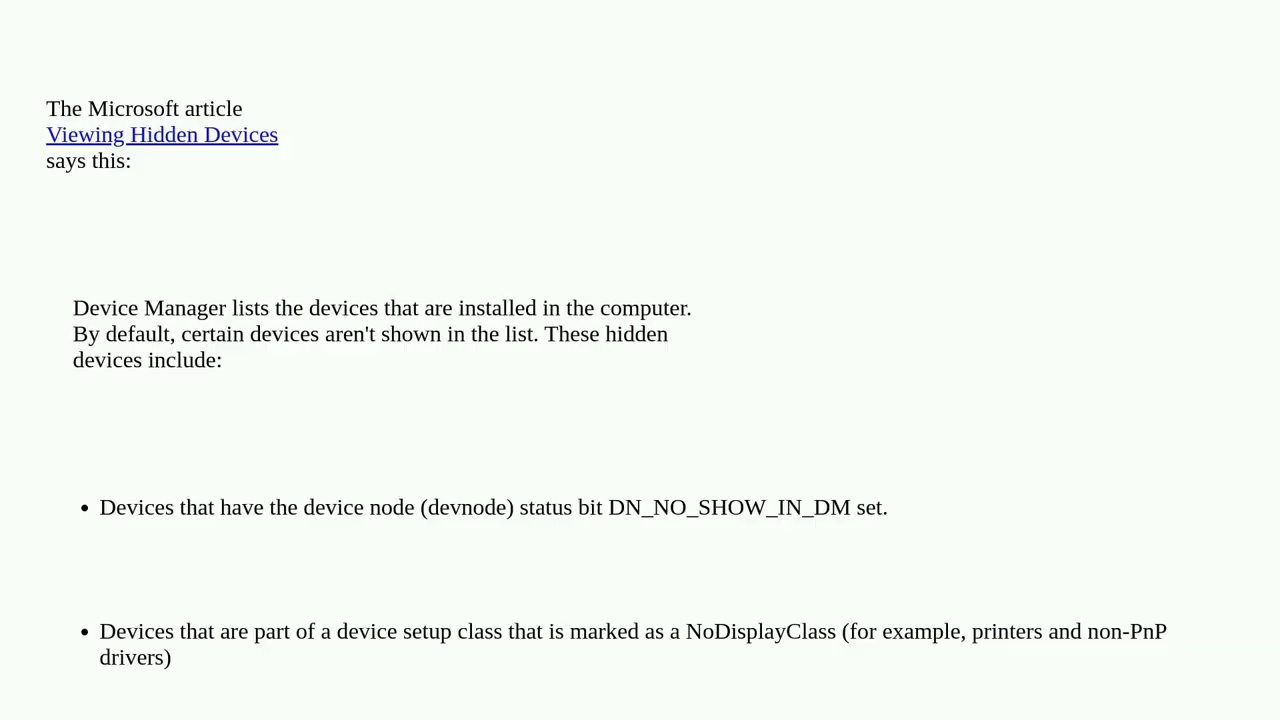 The Microsoft article
Viewing Hidden Devices
says this:
Device Manager lists the devices that are installed in the computer.
By default, certain devices aren't shown in the list. These hidden
devices include:
• Devices that have the device node (devnode) status bit DN_NO_SHOW_IN_DM set.
• Devices that are part of a device setup class that is marked as a NoDisplayClass (for example, printers and non-PnP
drivers)